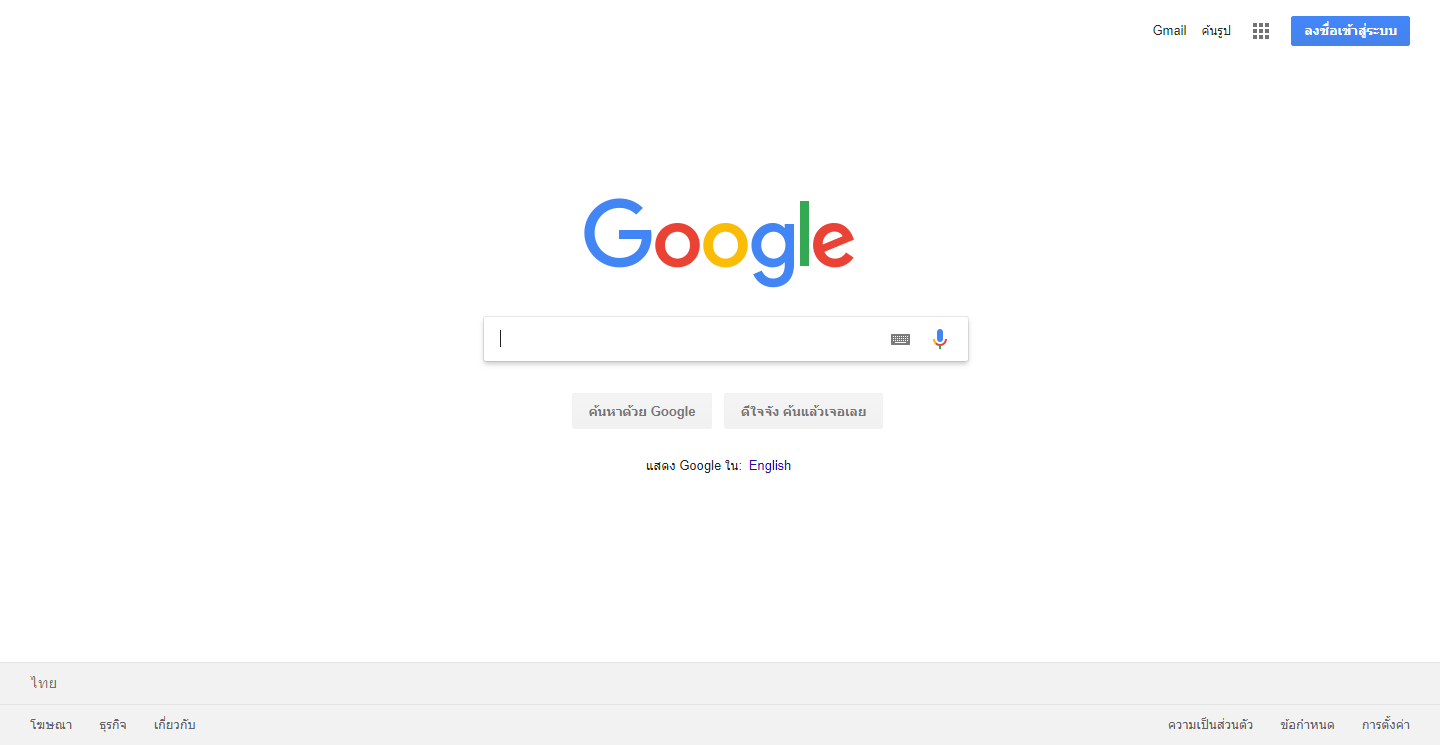 Gmail ค้นรูป ลงชื่อเข้าสู่ระบบ
Google
ค้นหาด้วย Google ดีใจจัง ค้นแล้วเจอเลย
แสดง Google ใน: English
ไทย
โฆษณา ธุรกิจ เกี่ยวกับ ความเป็นส่วนตัว ข้อกำหนด การตั้งค่า